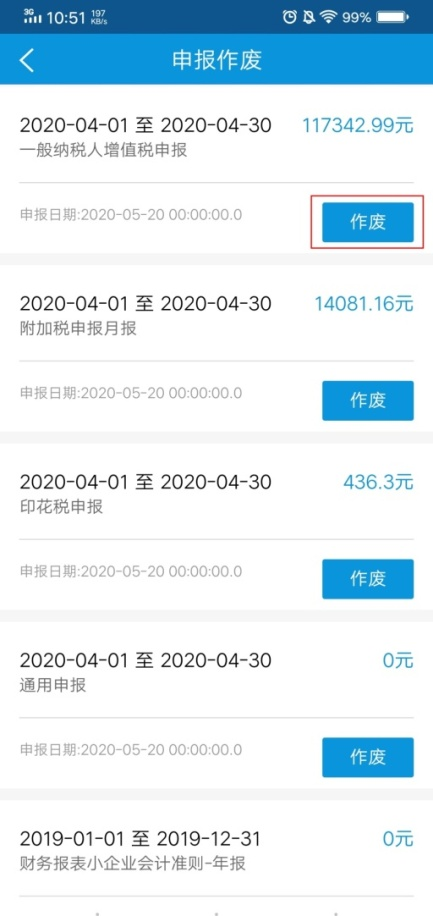 3G 10:51 197 KB/s 99%
申报作废
2020-04-01 至 2020-04-30 117342.99元
一般纳税人增值税申报
申报日期:2020-05-20 00:00:00.0 作废
2020-04-01 至 2020-04-30 14081.16元
附加税申报月报
申报日期:2020-05-20 00:00:00.0 作废
2020-04-01 至 2020-04-30 436.3元
印花税申报
申报日期:2020-05-20 00:00:00.0 作废
2020-04-01 至 2020-04-30 0元
通用申报
申报日期:2020-05-20 00:00:00.0 作废
2019-01-01 至 2019-12-31 0元
财务报表小企业会计准则-年报